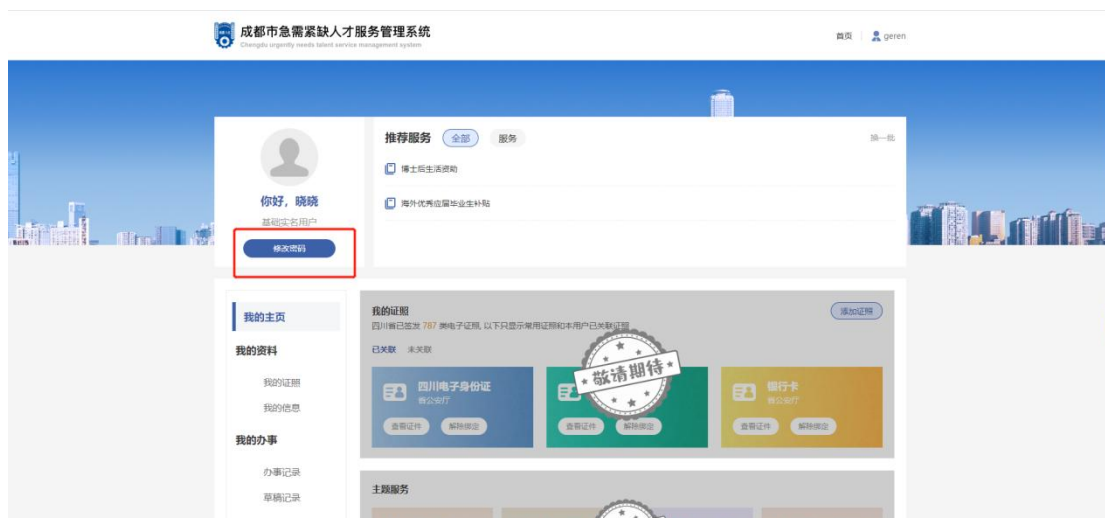 成都市急需紧缺人才服务管理系统
Chengdu urgently needs talent service management system
首页
geren
推荐服务 全部 服务 换一批
博士后生活资助
海外优秀应届毕业生补贴
你好，晓晓
基础实名用户
修改密码
我的主页
我的资料
我的证照
我的信息
我的办事
办事记录
草稿记录
我的证照
添加证照
四川省已签发 787 类电子证照, 以下只显示常用证照和本用户已关联证照
已关联 未关联
敬请期待
四川电子身份证
省公安厅
查看证件 解除绑定
查看证件 解除绑定
银行卡
省公安厅
查看证件 解除绑定
主题服务